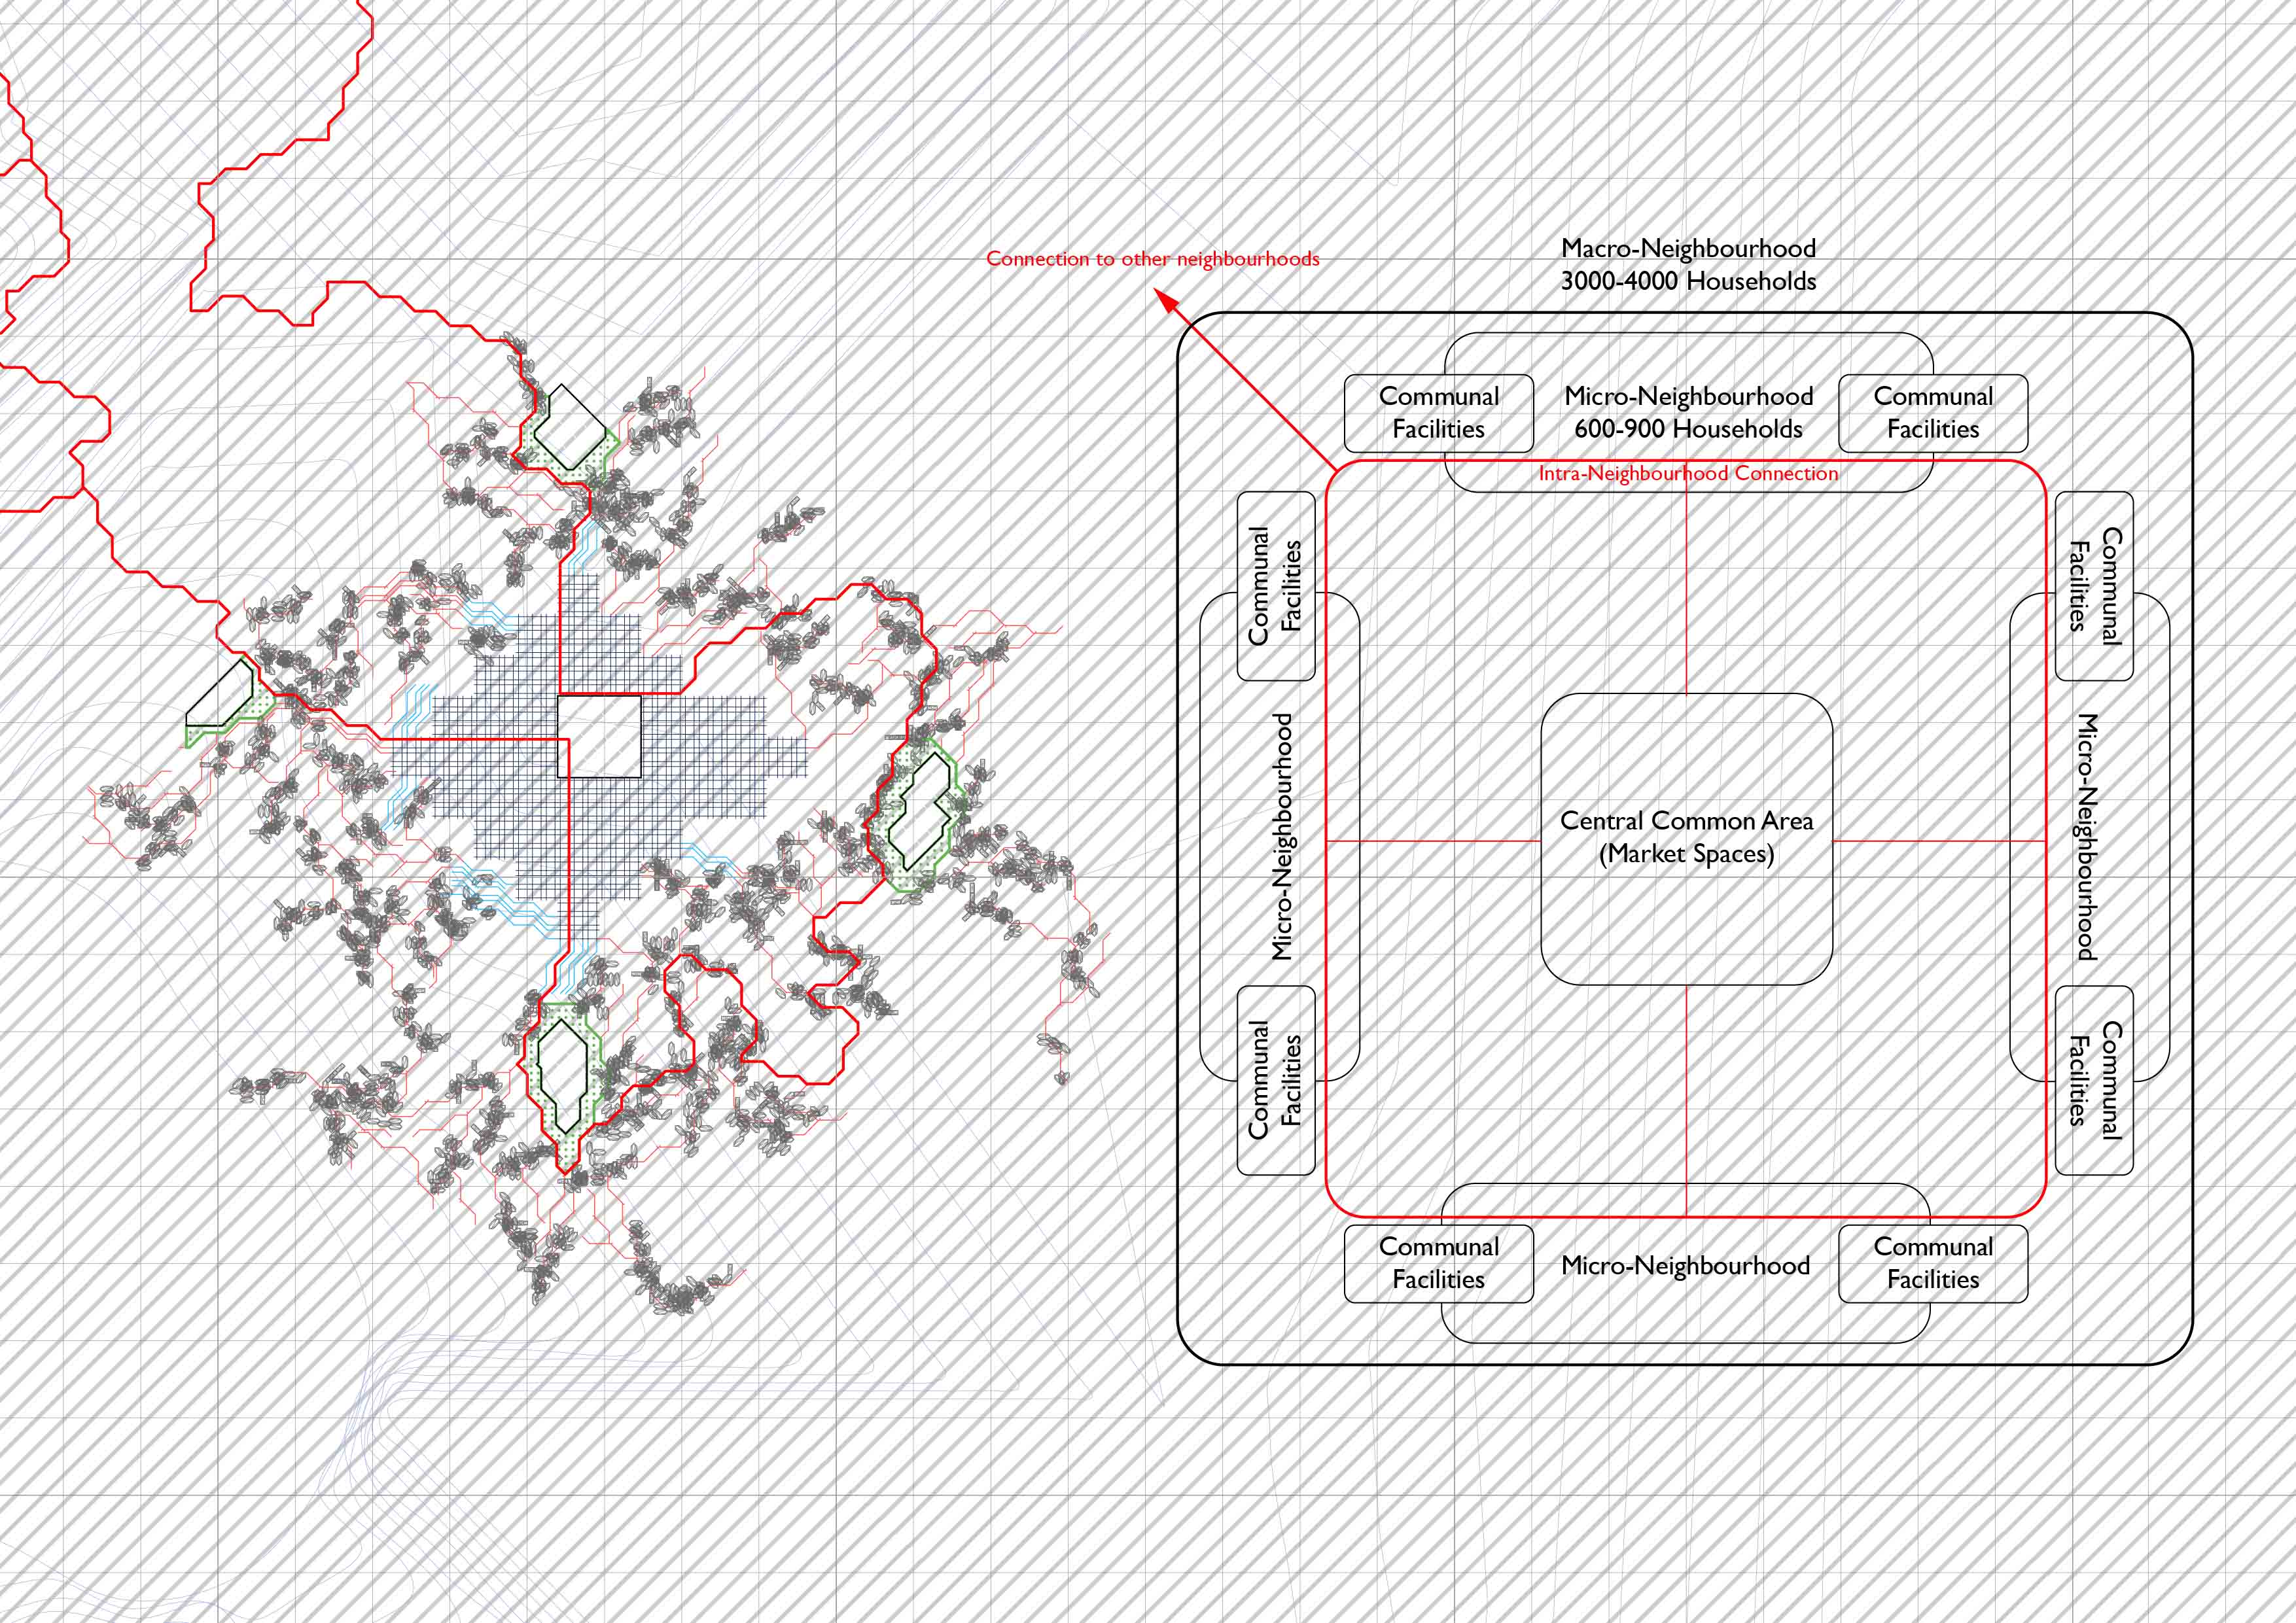 Macro-Neighbourhood
3000-4000 Households
Connection to other neighbourhoods
Communal
Facilities
Micro-Neighbourhood
600-900 Households
Communal
Facilities
Intra-Neighbourhood Connection
Communal
Facilities
Communal
Facilities
Micro-Neighbourhood
Central Common Area
(Market Spaces)
Micro-Neighbourhood
Communal
Facilities
Communal
Facilities
Communal
Facilities
Micro-Neighbourhood
Communal
Facilities